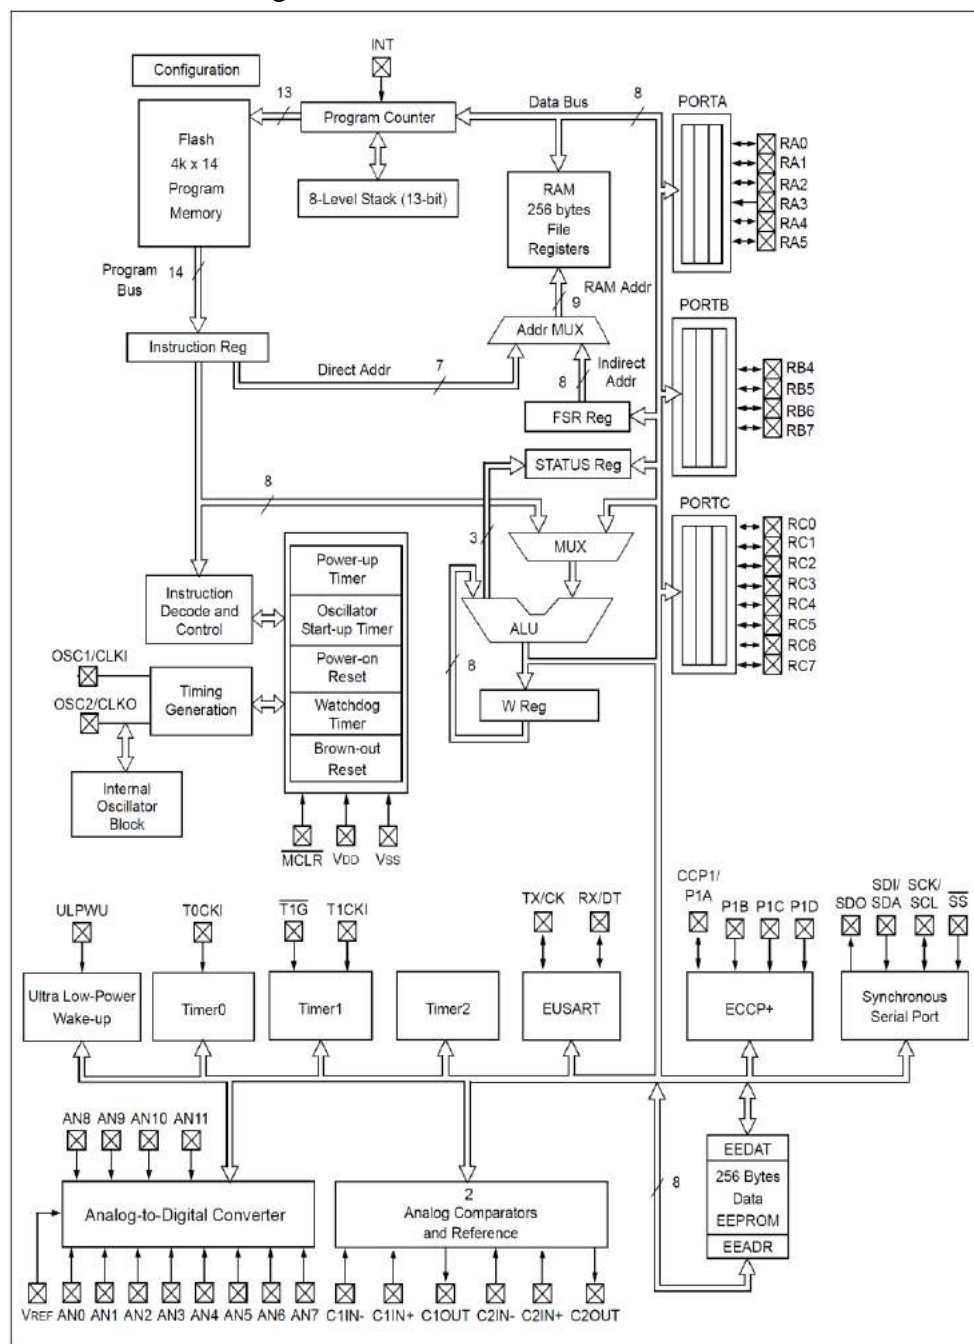 INT
Configuration
13
Program Counter
Data Bus
8
PORTA
Flash
4k x 14
Program
Memory
8-Level Stack (13-bit)
RAM
256 bytes
File
Registers
RA0
RA1
RA2
RA3
RA4
RA5
Program
Bus
14
RAM Addr
9
PORTB
Addr MUX
Instruction Reg
Direct Addr
7
8
Indirect
Addr
FSR Reg
RB4
RB5
RB6
RB7
STATUS Reg
8
3
MUX
PORTC
RC0
RC1
RC2
RC3
RC4
RC5
RC6
RC7
Power-up
Timer
Oscillator
Start-up Timer
Power-on
Reset
Watchdog
Timer
Brown-out
Reset
Instruction
Decode and
Control
ALU
8
W Reg
OSC1/CLKI
OSC2/CLKO
Timing
Generation
Internal
Oscillator
Block
MCLR
VDD
VSS
ULPWU
T0CKI
T1G
T1CKI
TX/CK
RX/DT
CCP1/
P1A
P1B
P1C
P1D
SDO
SDI/
SDA
SCK/
SCL
SS
Ultra Low-Power
Wake-up
Timer0
Timer1
Timer2
EUSART
ECCP+
Synchronous
Serial Port
AN8
AN9
AN10
AN11
Analog-to-Digital Converter
2
Analog Comparators
and Reference
8
EEDAT
256 Bytes
Data
EEPROM
EEADR
VREF
AN0
AN1
AN2
AN3
AN4
AN5
AN6
AN7
C1IN-
C1IN+
C1OUT
C2IN-
C2IN+
C2OUT